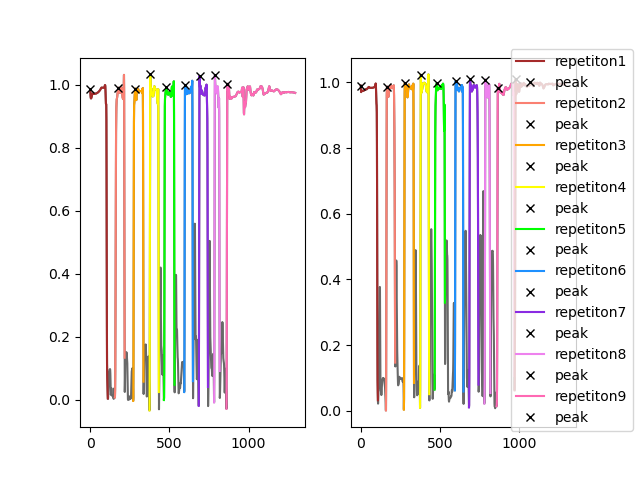 1.0
0.8
0.6
0.4
0.2
0.0
0
500
1000
1.0
0.8
0.6
0.4
0.2
0.0
0
500
1000
repetiton1
peak
repetiton2
peak
repetiton3
peak
repetiton4
peak
repetiton5
peak
repetiton6
peak
repetiton7
peak
repetiton8
peak
repetiton9
peak